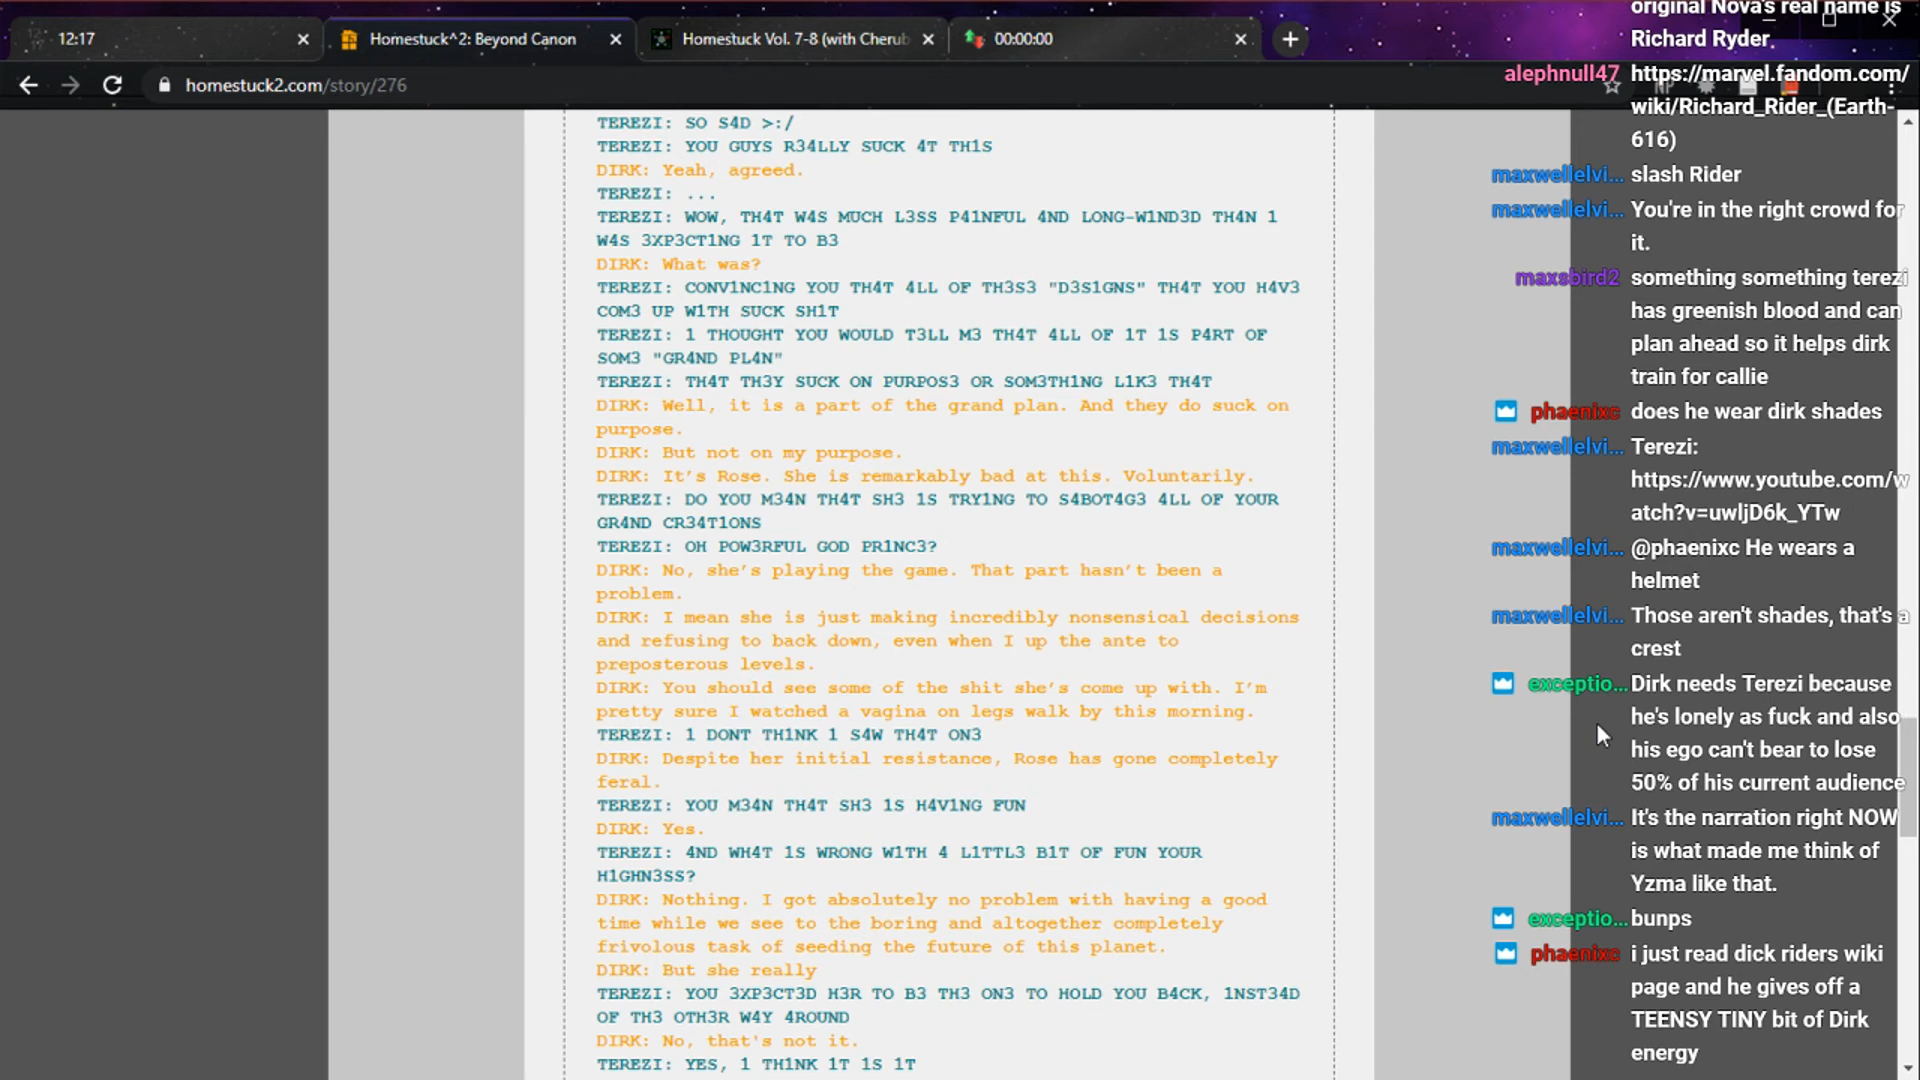 12:17
Homestuck^2: Beyond Canon
Homestuck Vol. 7-8 (with Cherub
00:00:00
homestuck2.com/story/276
TEREZI: SO S4D >:/
TEREZI: YOU GUYS R34LLY SUCK 4T TH1S
DIRK: Yeah, agreed.
TEREZI: ...
TEREZI: WOW, TH4T W4S MUCH L3SS P41NFUL 4ND LONG-W1ND3D TH4N 1
W4S 3XP3CT1NG 1T TO B3
DIRK: What was?
TEREZI: CONV1NC1NG YOU TH4T 4LL OF TH3S3 "D3S1GNS" TH4T YOU H4V3
COM3 UP W1TH SUCK SH1T
TEREZI: 1 THOUGHT YOU WOULD T3LL M3 TH4T 4LL OF 1T 1S P4RT OF
SOM3 "GR4ND PL4N"
TEREZI: TH4T TH3Y SUCK ON PURPOS3 OR SOM3TH1NG L1K3 TH4T
DIRK: Well, it is a part of the grand plan. And they do suck on
purpose.
DIRK: But not on my purpose.
DIRK: It's Rose. She is remarkably bad at this. Voluntarily.
TEREZI: DO YOU M34N TH4T SH3 1S TRY1NG TO S4BOT4G3 4LL OF YOUR
GR4ND CR34T1ONS
TEREZI: OH POW3RFUL GOD PR1NC3?
DIRK: No, she's playing the game. That part hasn't been a
problem.
DIRK: I mean she is just making incredibly nonsensical decisions
and refusing to back down, even when I up the ante to
preposterous levels.
DIRK: You should see some of the shit she's come up with. I'm
pretty sure I watched a vagina on legs walk by this morning.
TEREZI: 1 DONT TH1NK 1 S4W TH4T ON3
DIRK: Despite her initial resistance, Rose has gone completely
feral.
TEREZI: YOU M34N TH4T SH3 1S H4V1NG FUN
DIRK: Yes.
TEREZI: 4ND WH4T 1S WRONG W1TH 4 L1TTL3 B1T OF FUN YOUR
H1GHN3SS?
DIRK: Nothing. I got absolutely no problem with having a good
time while we see to the boring and altogether completely
frivolous task of seeding the future of this planet.
DIRK: But she really
TEREZI: YOU 3XP3CT3D H3R TO B3 TH3 ON3 TO HOLD YOU B4CK, 1NST34D
OF TH3 OTH3R W4Y 4ROUND
DIRK: No, that's not it.
TEREZI: YES, 1 TH1NK 1T 1S 1T
original Nova's real name is
Richard Ryder
alephnull47 https://marvel.fandom.com/
wiki/Richard_Rider_(Earth-
616)
maxwellelvi... slash Rider
maxwellelvi... You're in the right crowd for
it.
maxsbird2 something something terezi
has greenish blood and can
plan ahead so it helps dirk
train for callie
phaenixc does he wear dirk shades
maxwellelvi... Terezi:
https://www.youtube.com/w
atch?v=uwljD6k_YTw
maxwellelvi... @phaenixc He wears a
helmet
maxwellelvi... Those aren't shades, that's a
crest
exceptio... Dirk needs Terezi because
he's lonely as fuck and also
his ego can't bear to lose
50% of his current audience
maxwellelvi... It's the narration right NOW
is what made me think of
Yzma like that.
exceptio... bunps
phaenixc i just read dick riders wiki
page and he gives off a
TEENSY TINY bit of Dirk
energy